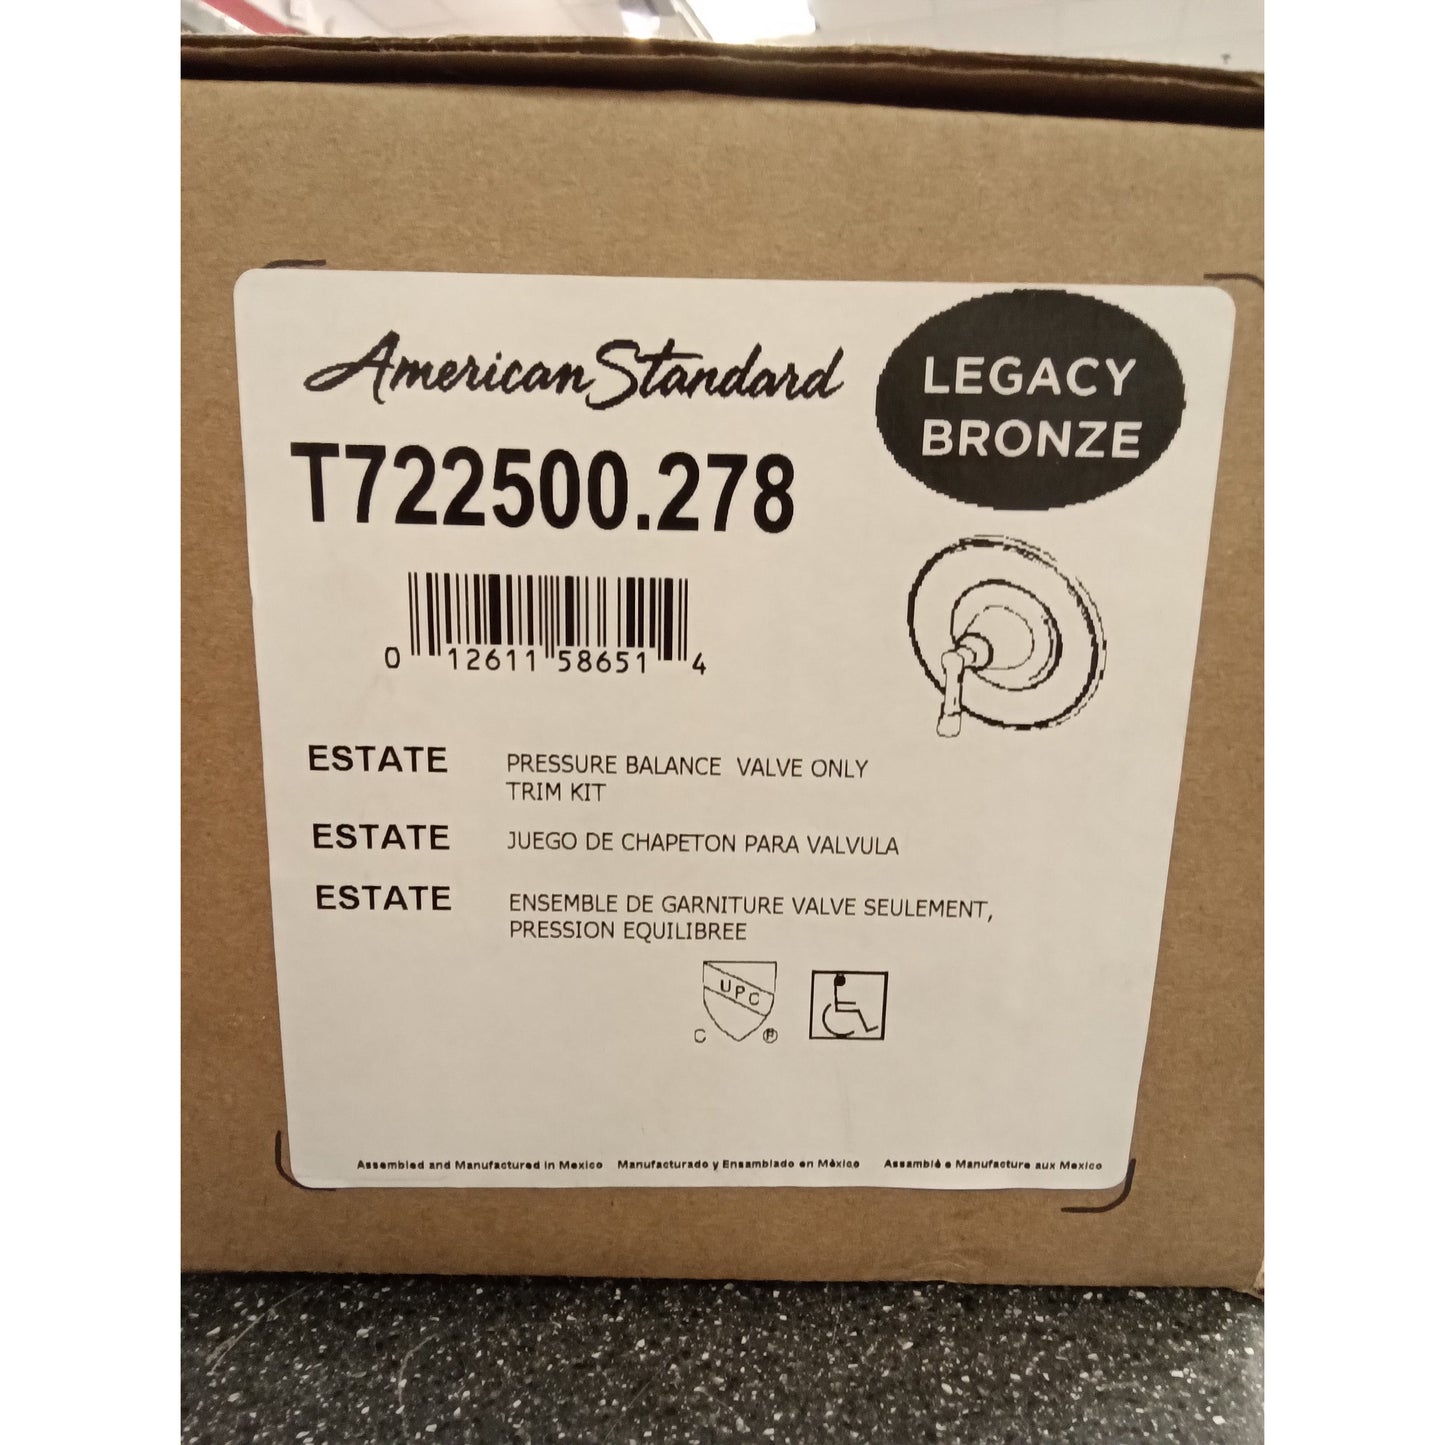 American Standard
LEGACY
BRONZE
T722500.278
0 12611 58651 4
ESTATE PRESSURE BALANCE VALVE ONLY
TRIM KIT
ESTATE JUEGO DE CHAPETON PARA VALVULA
ESTATE ENSEMBLE DE GARNITURE VALVE SEULEMENT,
PRESSION EQUILIBREE
UPC
C ®
Assembled and Manufactured in Mexico Manufacturado y Ensamblado en México Assamblé e Manufacture aux Mexico